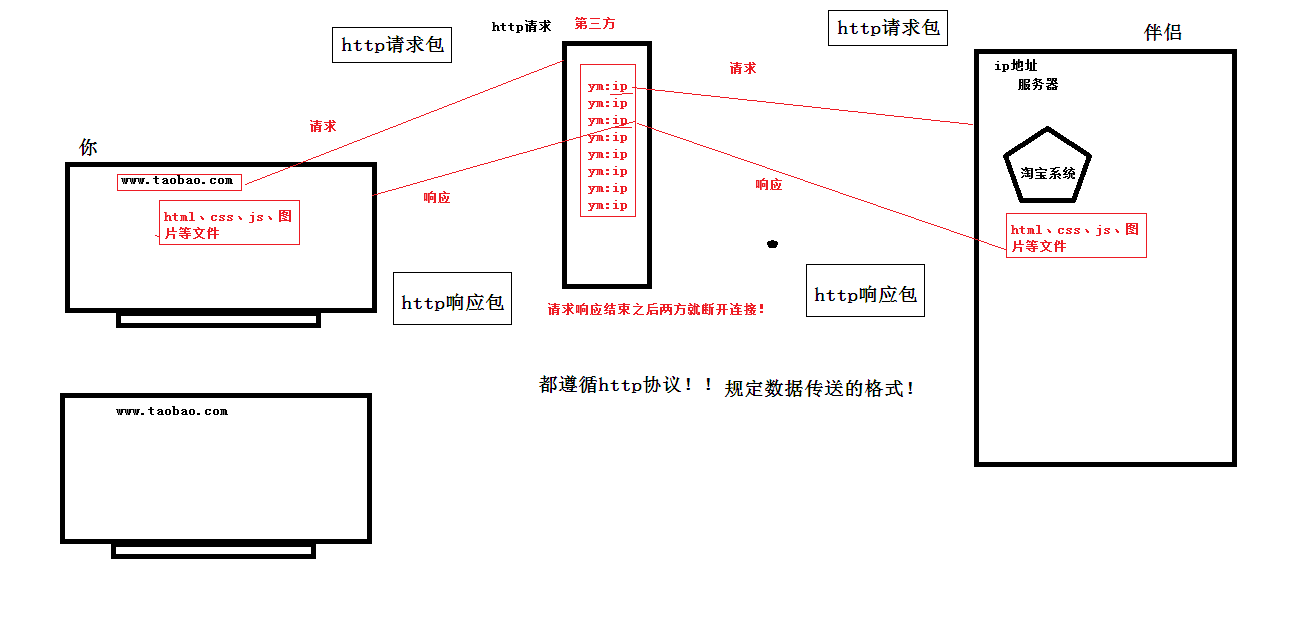 http请求 第三方
http请求包
http请求包
伴侣
ip地址
服务器
请求
请求
ym:ip
ym:ip
ym:ip
ym:ip
ym:ip
ym:ip
ym:ip
ym:ip
你
www.taobao.com
html、css、js、图
片等文件
响应
响应
淘宝系统
html、css、js、图
片等文件
http响应包
http响应包
请求响应结束之后两方就断开连接！
都遵循http协议！！ 规定数据传送的格式！
www.taobao.com